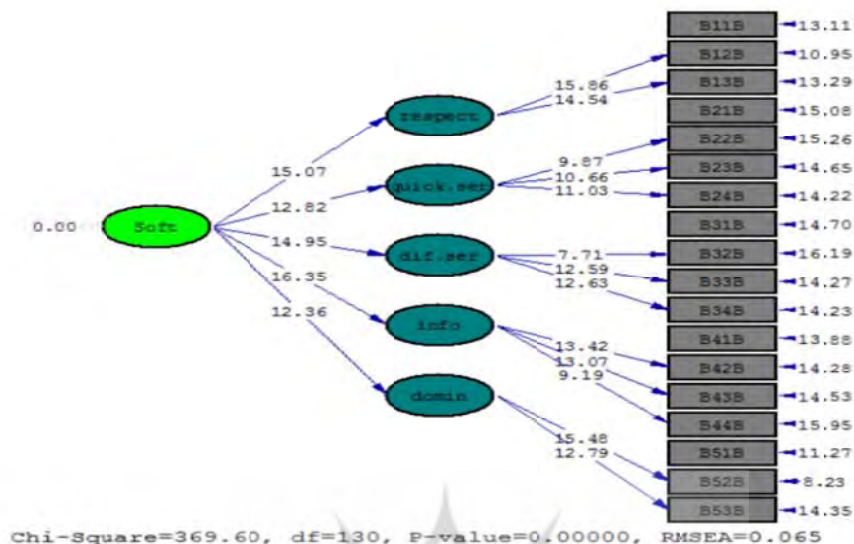 B11B 13.11
B12B 10.95
B13B 13.29
B21B 15.08
B22B 15.26
B23B 14.65
B24B 14.22
B31B 14.70
B32B 16.19
B33B 14.27
B34B 14.23
B41B 13.88
B42B 14.28
B43B 14.53
B44B 15.95
B51B 11.27
B52B 8.23
B53B 14.35
respect
quick.ser
dif.ser
info
domin
0.00 Soft
15.07
12.82
14.95
16.35
12.36
15.86
14.54
9.87
10.66
11.03
7.71
12.59
12.63
13.42
13.07
9.19
15.48
12.79
Chi-Square=369.60, df=130, P-value=0.00000, RMSEA=0.065